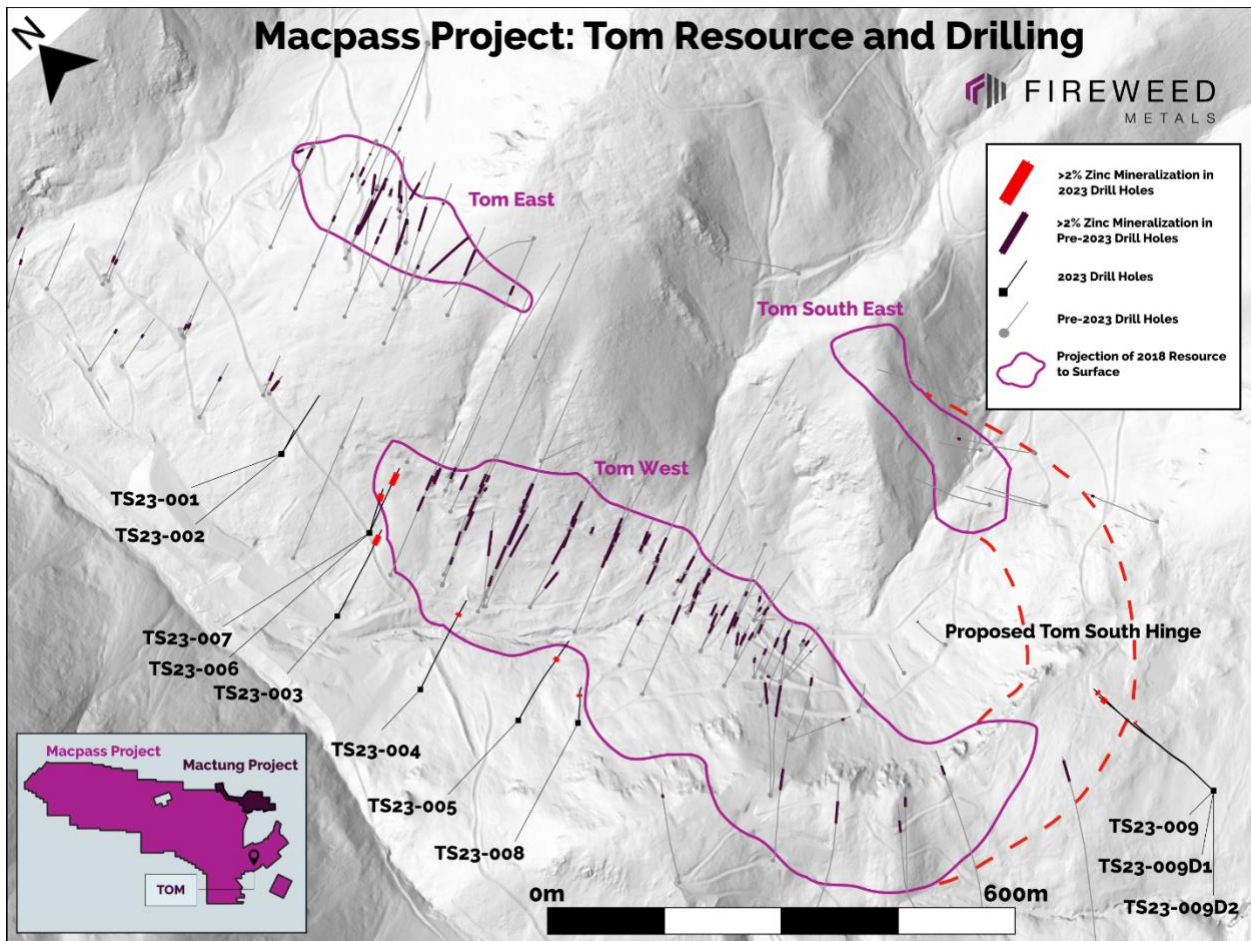 N
Macpass Project: Tom Resource and Drilling
FIREWEED
METALS
>2% Zinc Mineralization in
2023 Drill Holes
>2% Zinc Mineralization in
Pre-2023 Drill Holes
2023 Drill Holes
Pre-2023 Drill Holes
Projection of 2018 Resource
to Surface
Tom East
Tom South East
Tom West
TS23-001
TS23-002
TS23-007
TS23-006
TS23-003
Proposed Tom South Hinge
TS23-004
TS23-005
TS23-008
TS23-009
TS23-009D1
TS23-009D2
Macpass Project
Mactung Project
TOM
0m
600m